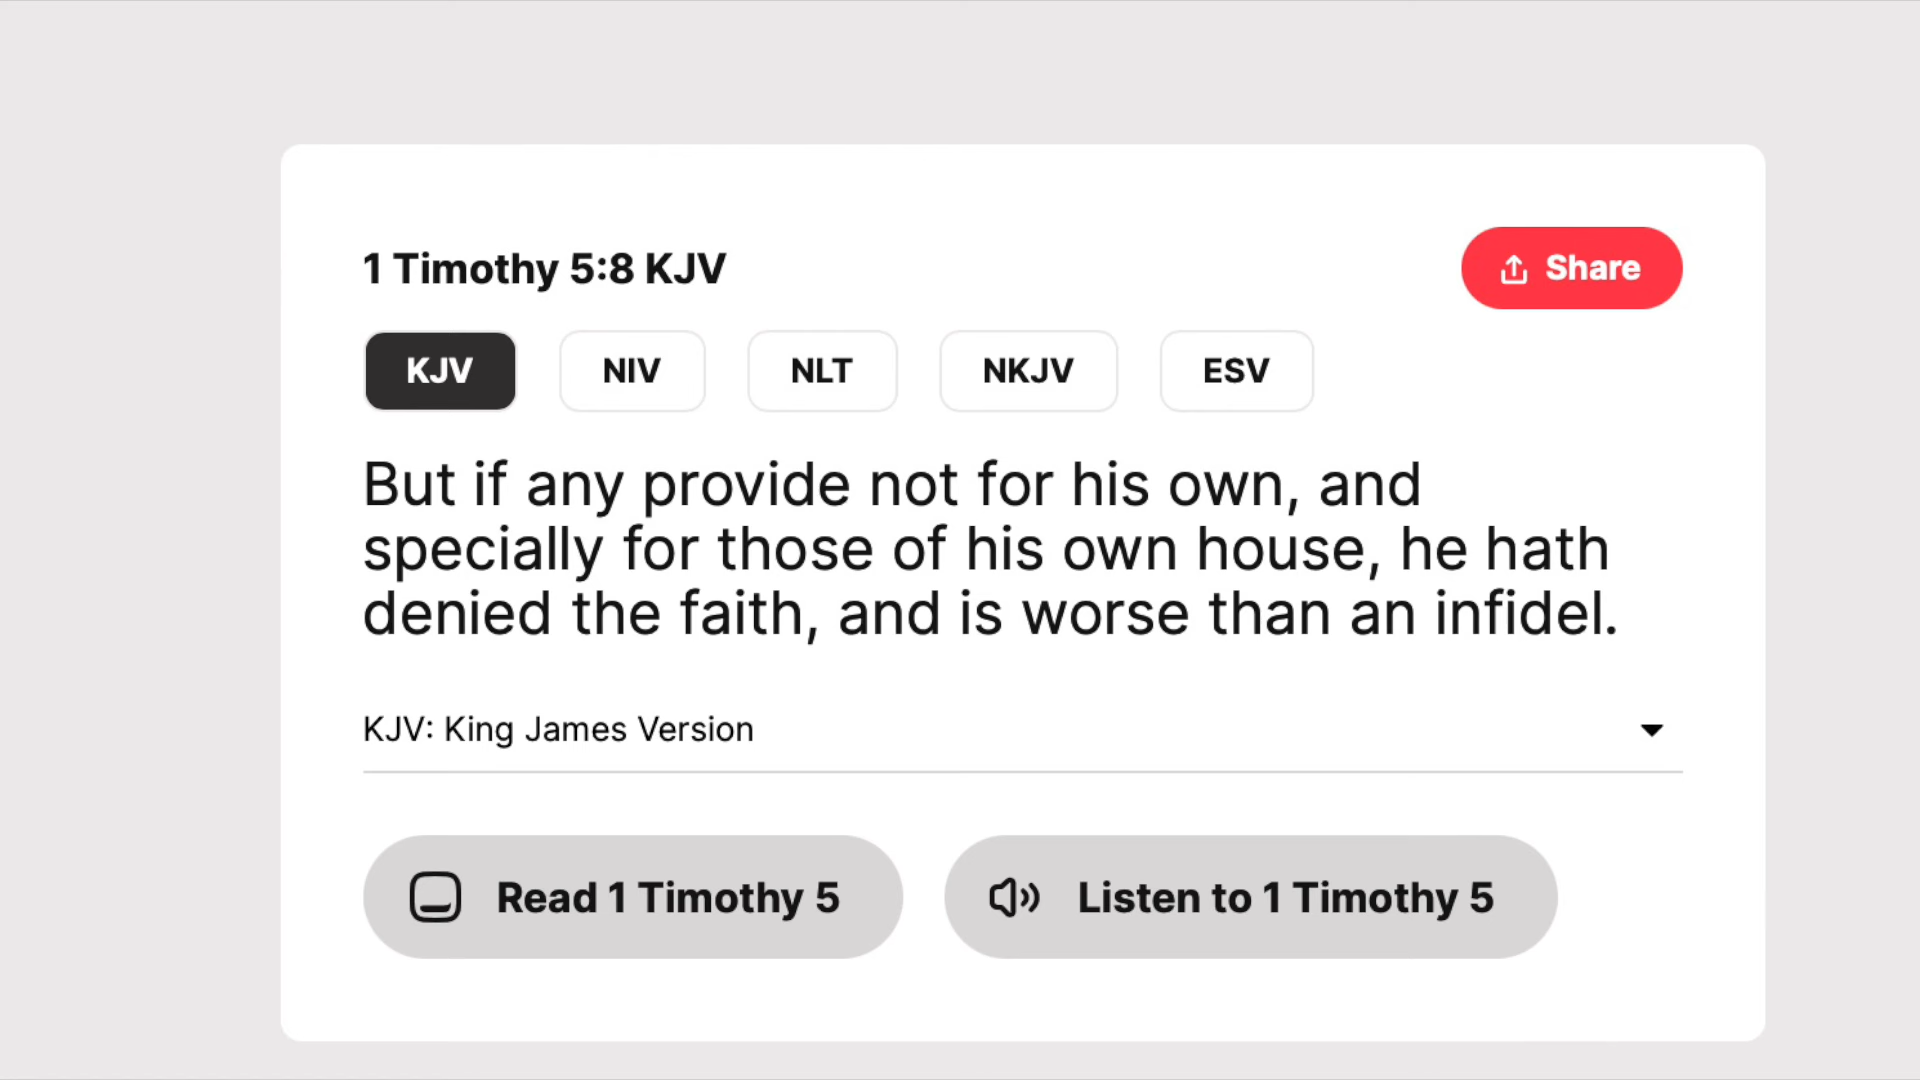 1 Timothy 5:8 KJV
Share
KJV
NIV
NLT
NKJV
ESV
But if any provide not for his own, and
specially for those of his own house, he hath
denied the faith, and is worse than an infidel.
KJV: King James Version
Read 1 Timothy 5
Listen to 1 Timothy 5